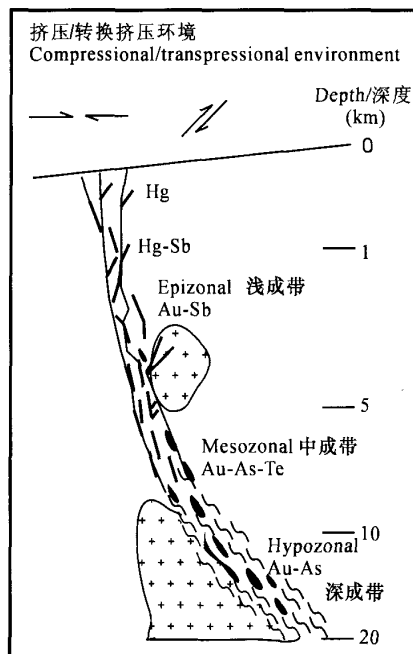 挤压/转换挤压环境
Compressional/transpressional environment
Depth/深度
(km)
0
Hg
Hg-Sb
1
Epizonal 浅成带
Au-Sb
5
Mesozonal 中成带
Au-As-Te
10
Hypozonal
Au-As
深成带
20